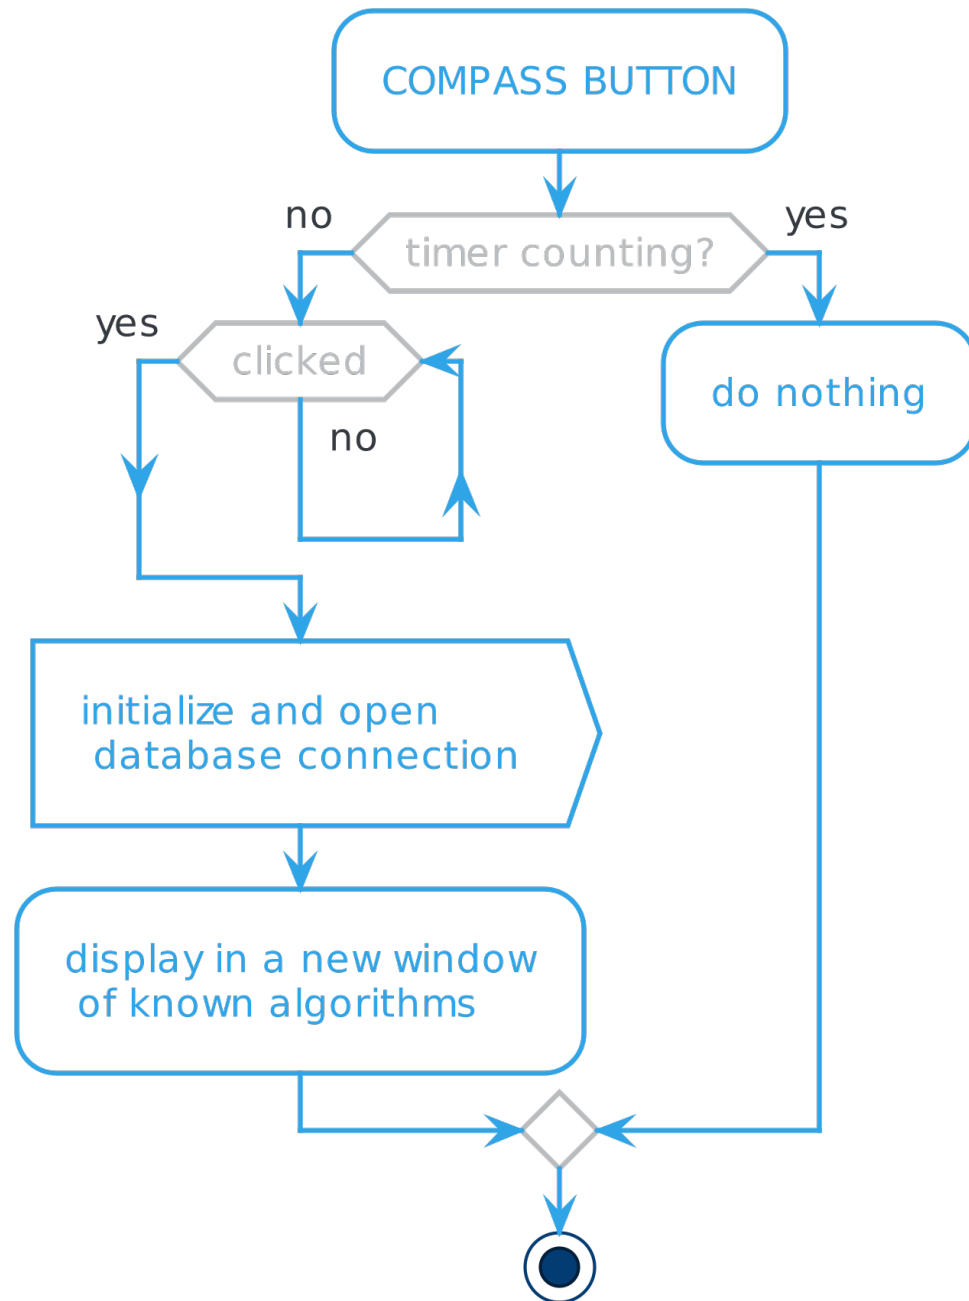 COMPASS BUTTON
no
yes
timer counting?
yes
clicked
do nothing
no
initialize and open
database connection
display in a new window
of known algorithms